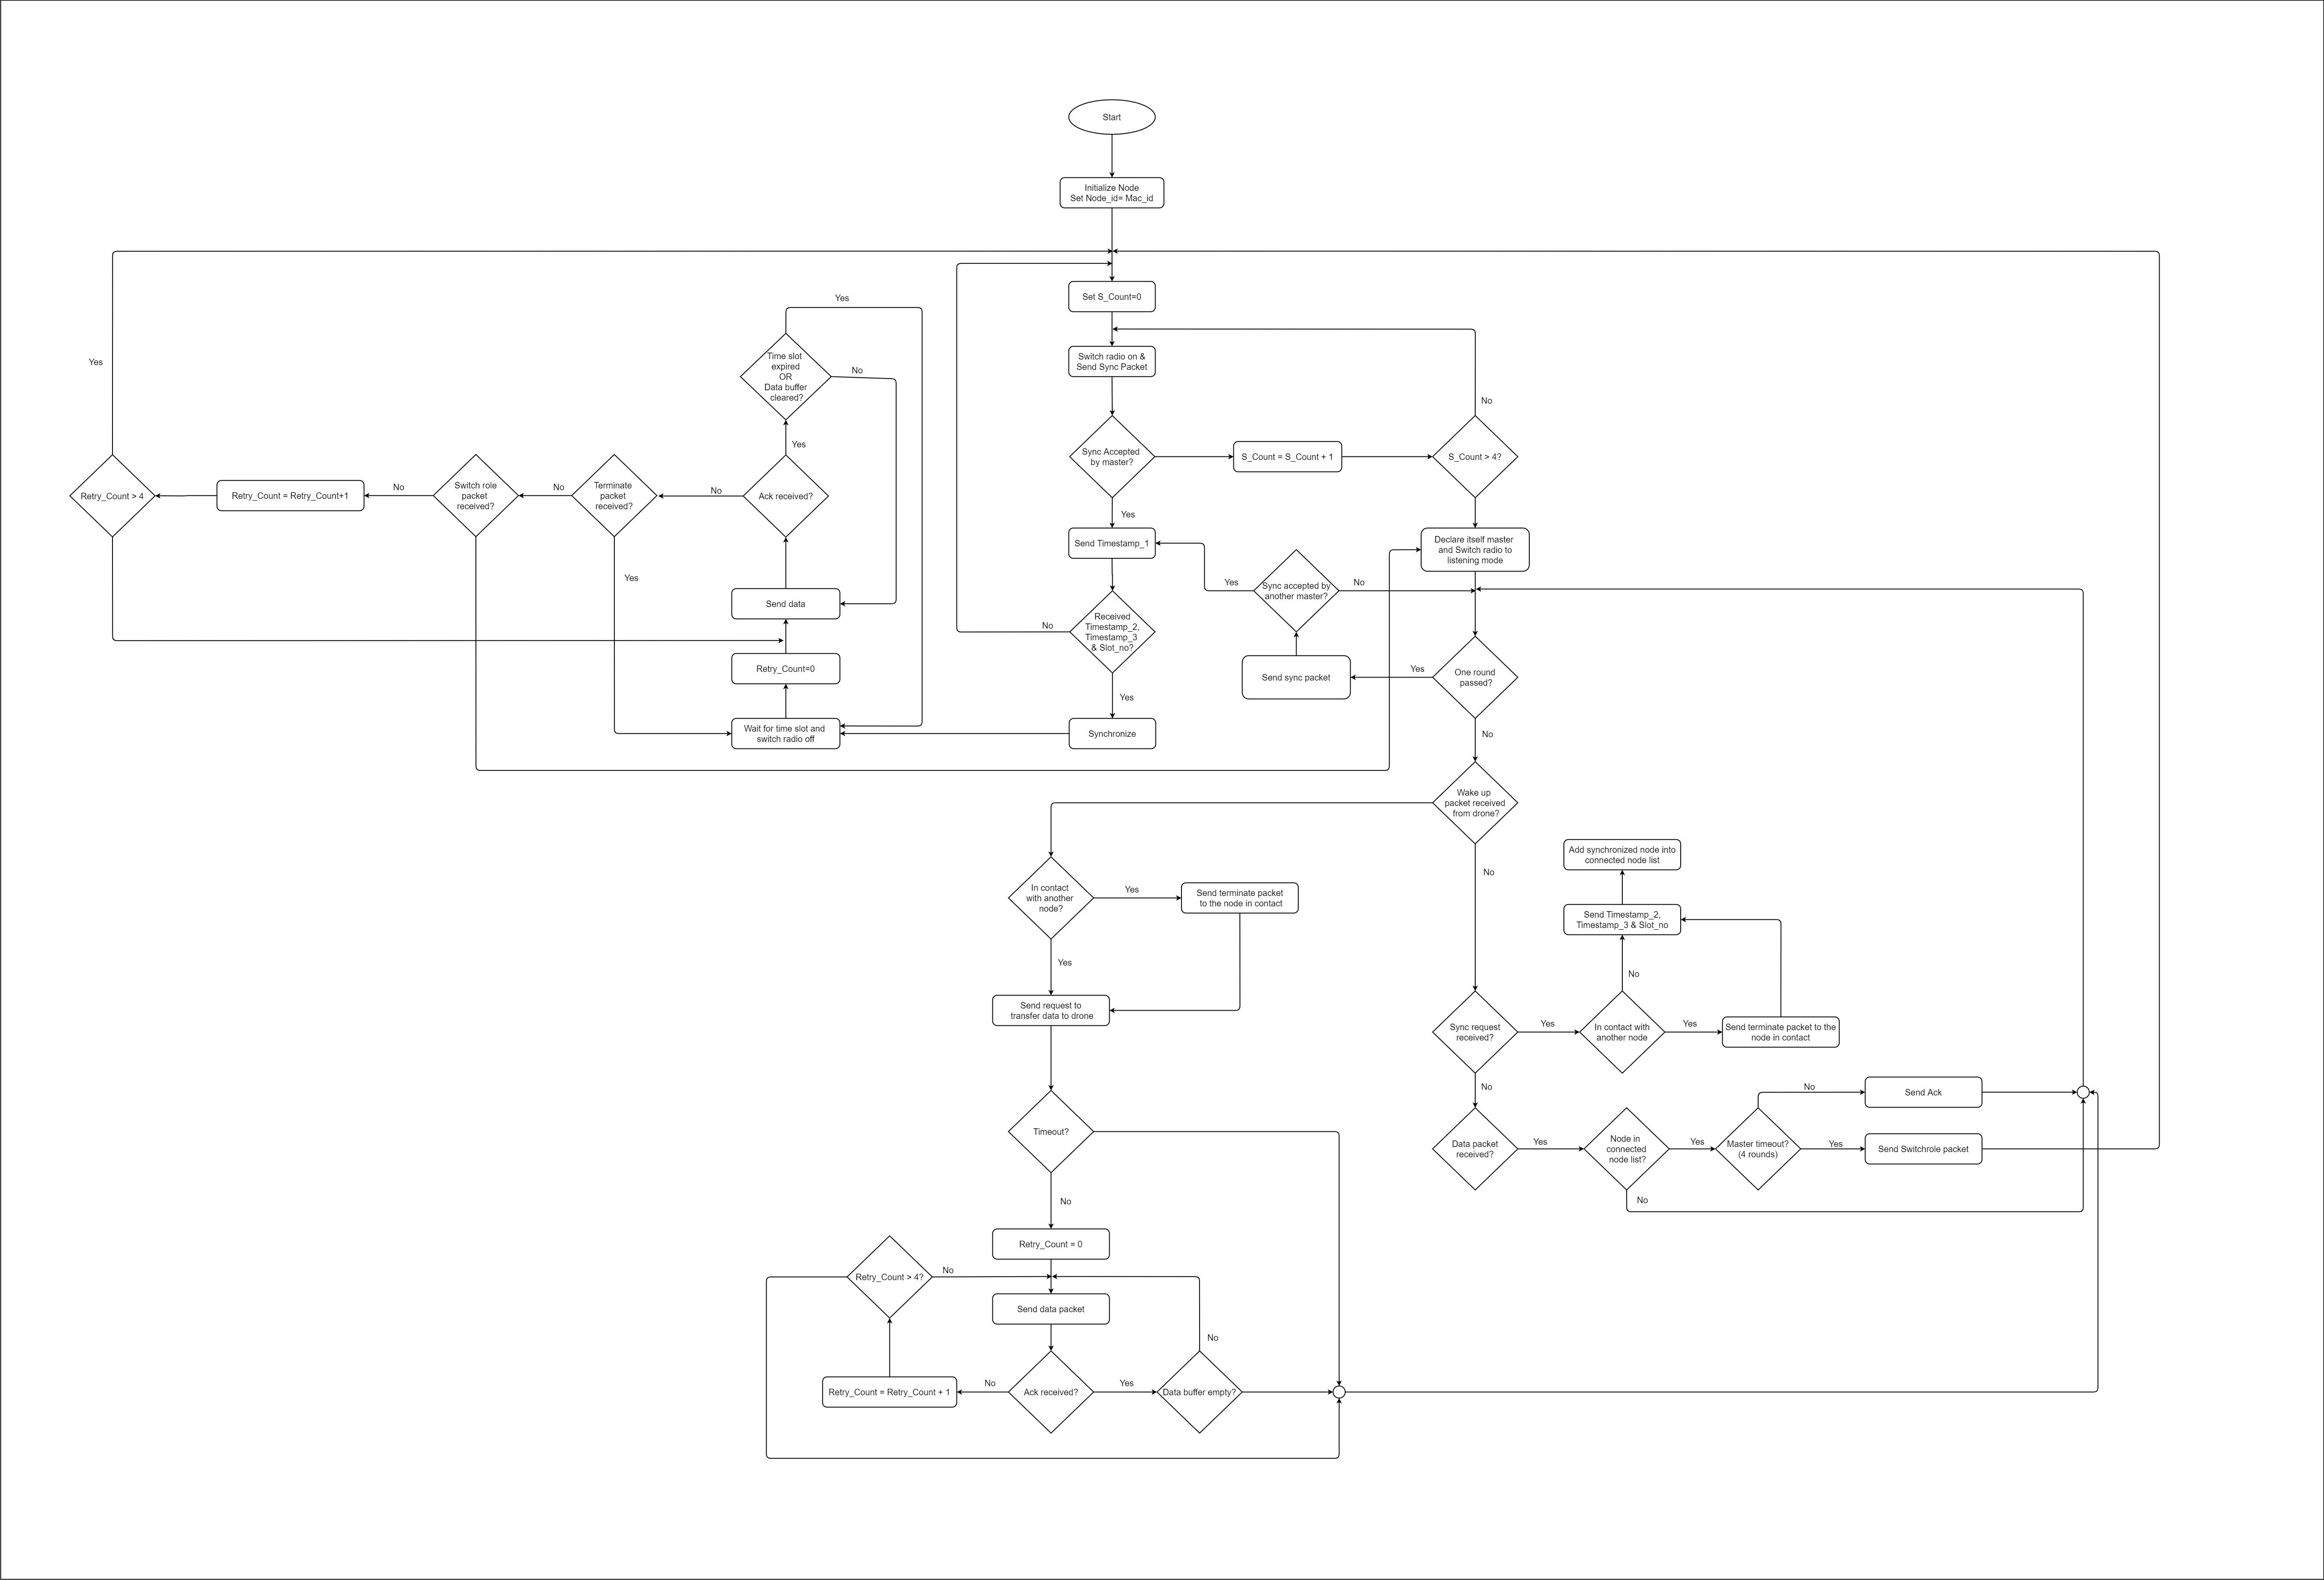 Start
Initialize Node
Set Node_id= Mac_id
Set S_Count=0
Yes
Switch radio on &
Send Sync Packet
Time slot
expired
OR
Data buffer
cleared?
No
Yes
No
Yes
Sync Accepted
by master?
S_Count = S_Count + 1
S_Count > 4?
Retry_Count > 4
Retry_Count = Retry_Count+1
No
Switch role
packet
received?
No
Terminate
packet
received?
No
Ack received?
Yes
Send Timestamp_1
Declare itself master
and Switch radio to
listening mode
Yes
Yes
Sync accepted by
another master?
No
Send data
Received
Timestamp_2,
Timestamp_3
& Slot_no?
No
Retry_Count=0
Send sync packet
Yes
One round
passed?
Yes
Wait for time slot and
switch radio off
Synchronize
No
Wake up
packet received
from drone?
Add synchronized node into
connected node list
No
In contact
with another
node?
Yes
Send terminate packet
to the node in contact
Send Timestamp_2,
Timestamp_3 & Slot_no
Yes
No
Send request to
transfer data to drone
Sync request
received?
Yes
In contact with
another node
Yes
Send terminate packet to the
node in contact
No
No
Send Ack
Timeout?
Data packet
received?
Yes
Node in
connected
node list?
Yes
Master timeout?
(4 rounds)
Yes
Send Switchrole packet
No
No
Retry_Count = 0
Retry_Count > 4?
No
Send data packet
No
Retry_Count = Retry_Count + 1
No
Ack received?
Yes
Data buffer empty?